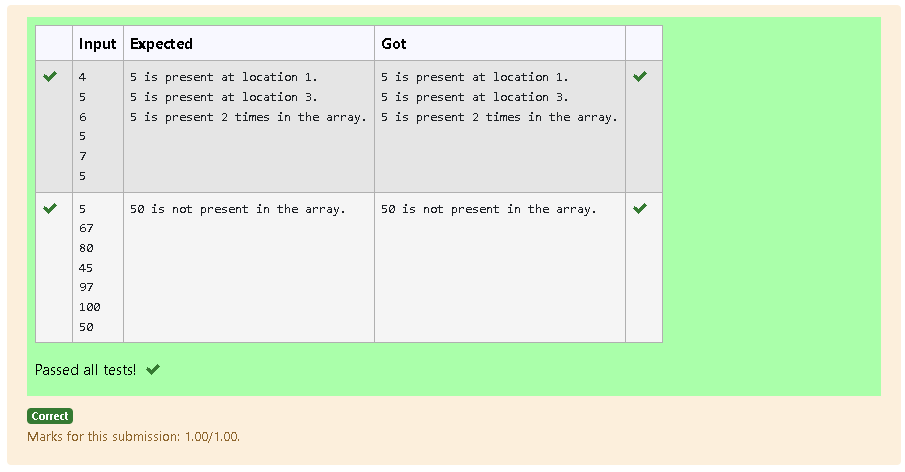 Input Expected Got
4 5 is present at location 1. 5 is present at location 1.
5 5 is present at location 3. 5 is present at location 3.
6 5 is present 2 times in the array. 5 is present 2 times in the array.
5
7
5
5 50 is not present in the array. 50 is not present in the array.
67
80
45
97
100
50
Passed all tests!
Correct
Marks for this submission: 1.00/1.00.